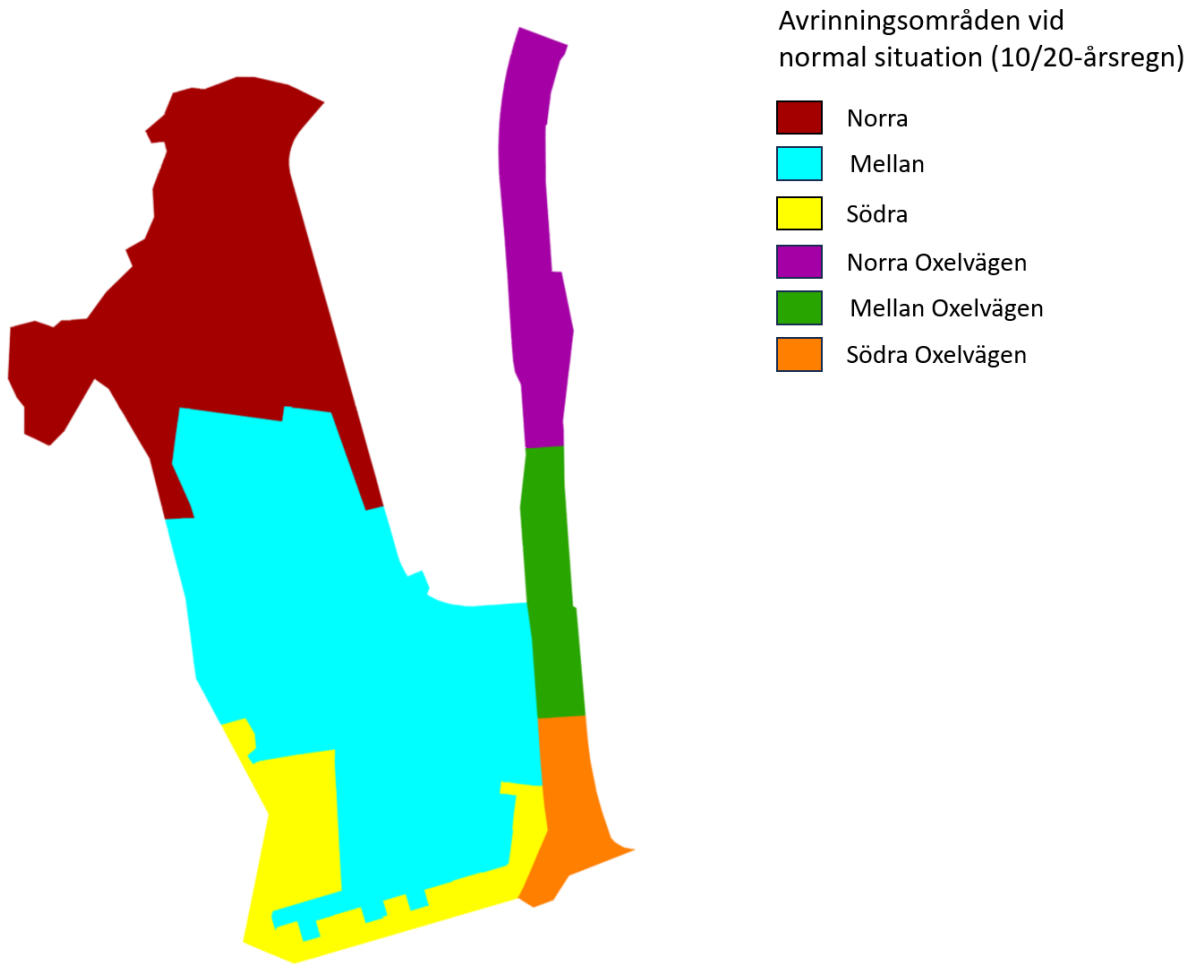 Avrinningsområden vid
normal situation (10/20-årsregn)
Norra
Mellan
Södra
Norra Oxelvägen
Mellan Oxelvägen
Södra Oxelvägen